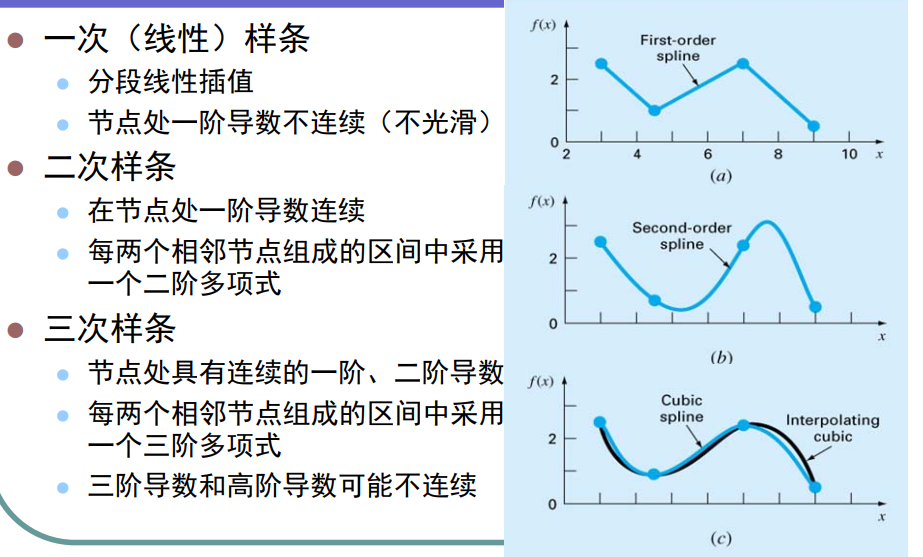 一次（线性）样条
分段线性插值
节点处一阶导数不连续（不光滑）
二次样条
在节点处一阶导数连续
每两个相邻节点组成的区间中采用
一个二阶多项式
三次样条
节点处具有连续的一阶、二阶导数
每两个相邻节点组成的区间中采用
一个三阶多项式
三阶导数和高阶导数可能不连续
f(x)
First-order
spline
2
0
2 4 6 8 10 x
(a)
f(x)
Second-order
spline
2
0
x
(b)
f(x)
Cubic
spline
Interpolating
cubic
2
0
x
(c)